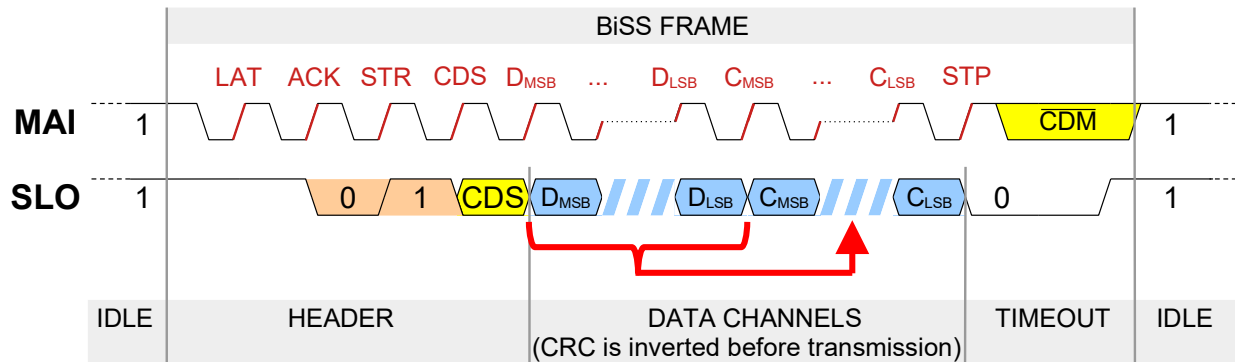 BiSS FRAME
LAT ACK STR CDS DMSB ... DLSB CMSB ... CLSB STP
MAI 1 CDM 1
SLO 1 0 1 CDS DMSB DLSB CMSB CLSB 0 1
IDLE HEADER DATA CHANNELS TIMEOUT IDLE
(CRC is inverted before transmission)